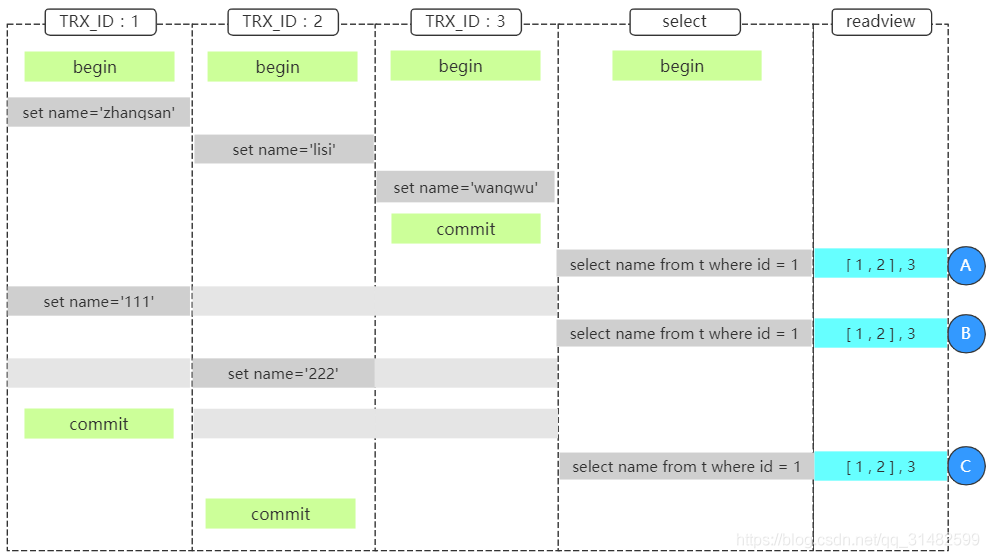 TRX_ID : 1 TRX_ID : 2 TRX_ID : 3 select readview
begin begin begin begin
set name='zhangsan'
set name='lisi'
set name='wangwu'
commit
select name from t where id = 1 [ 1 , 2 ] , 3 A
set name='111'
select name from t where id = 1 [ 1 , 2 ] , 3 B
set name='222'
commit
select name from t where id = 1 [ 1 , 2 ] , 3 C
commit
https://blog.csdn.net/qq_31482599